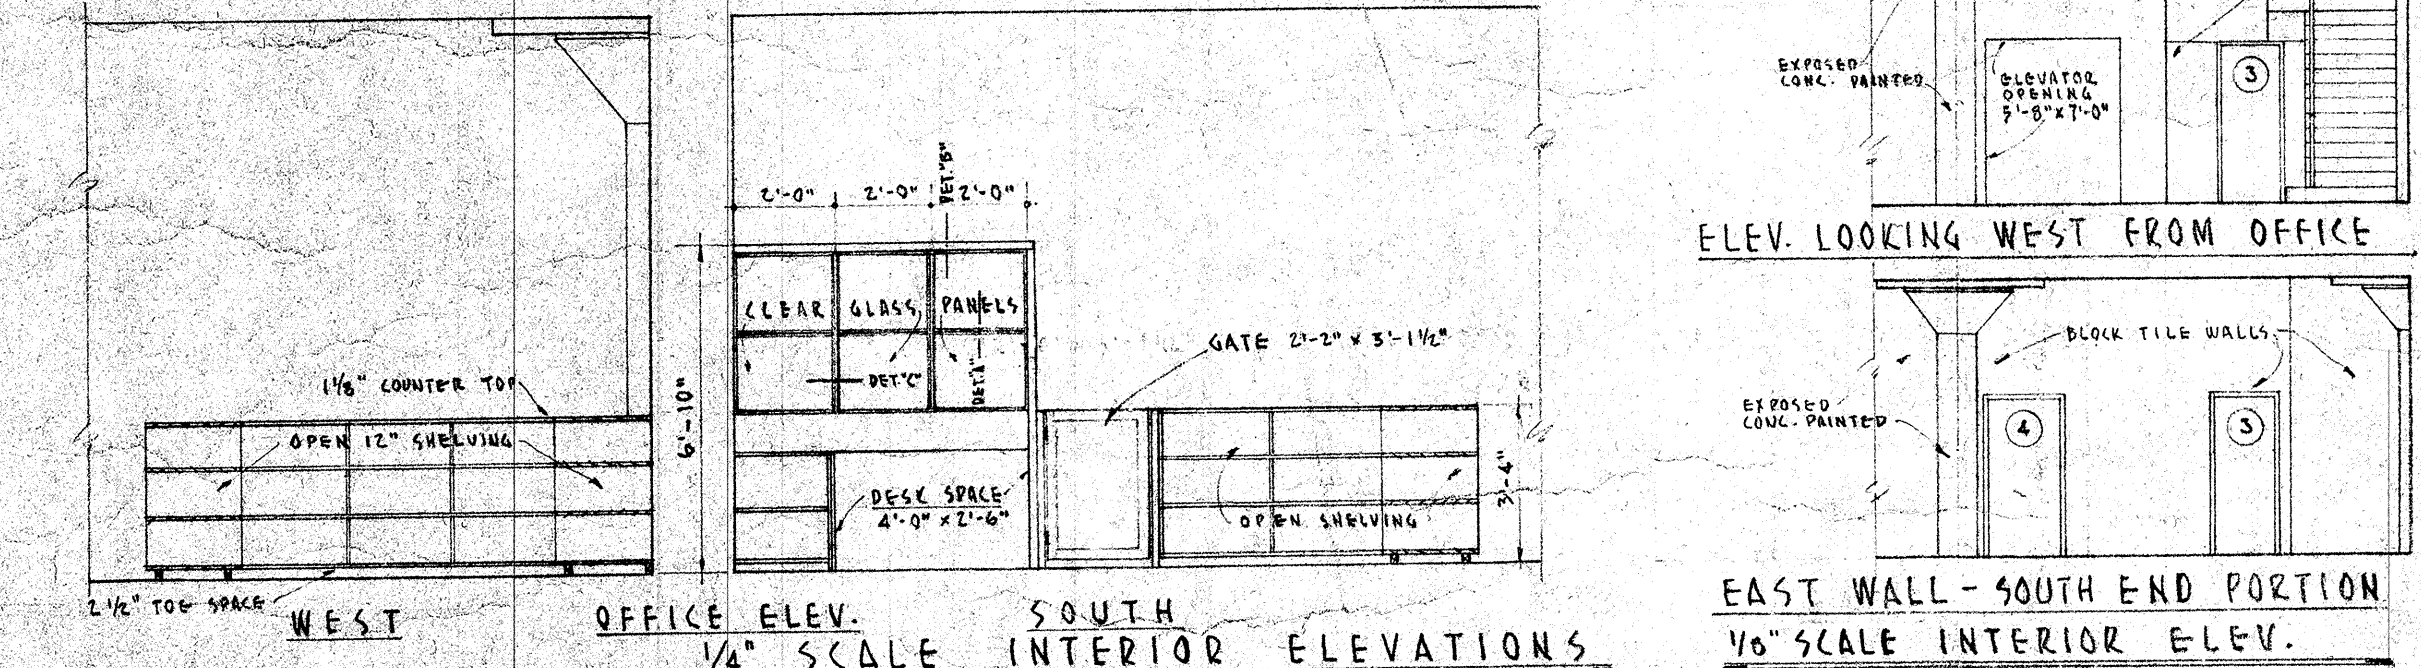 1 1/8" COUNTER TOP
OPEN 12" SHELVING
2 1/2" TOE SPACE
WEST
OFFICE ELEV.
2'-0"
2'-0"
2'-0"
DET. "B"
CLEAR GLASS PANELS
DET. "C"
DET. "A"
6'-10"
DESK SPACE
4'-0" x 2'-6"
GATE 2'-2" x 3'-1 1/2"
OPEN SHELVING
3'-4"
SOUTH
1/4" SCALE INTERIOR ELEVATIONS
EXPOSED
CONC. PAINTED
ELEVATOR
OPENING
5'-8" x 7'-0"
3
ELEV. LOOKING WEST FROM OFFICE
BLOCK TILE WALLS
EXPOSED
CONC. PAINTED
4
3
EAST WALL - SOUTH END PORTION
1/8" SCALE INTERIOR ELEV.